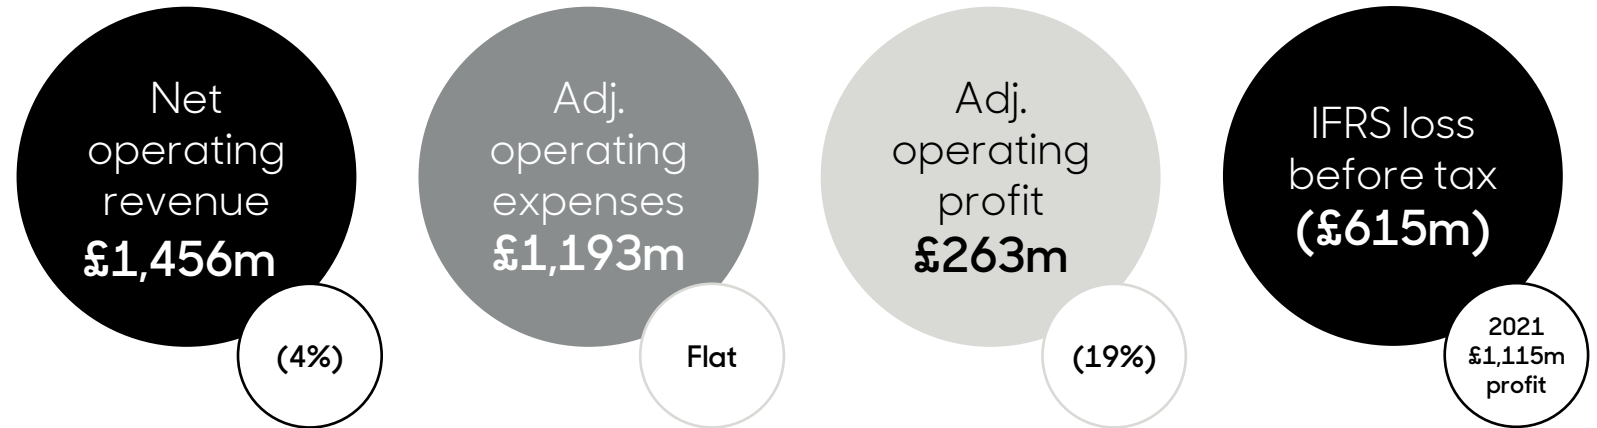 Net
operating
revenue
£1,456m
(4%)
Adj.
operating
expenses
£1,193m
Flat
Adj.
operating
profit
£263m
(19%)
IFRS loss
before tax
(£615m)
2021
£1,115m
profit